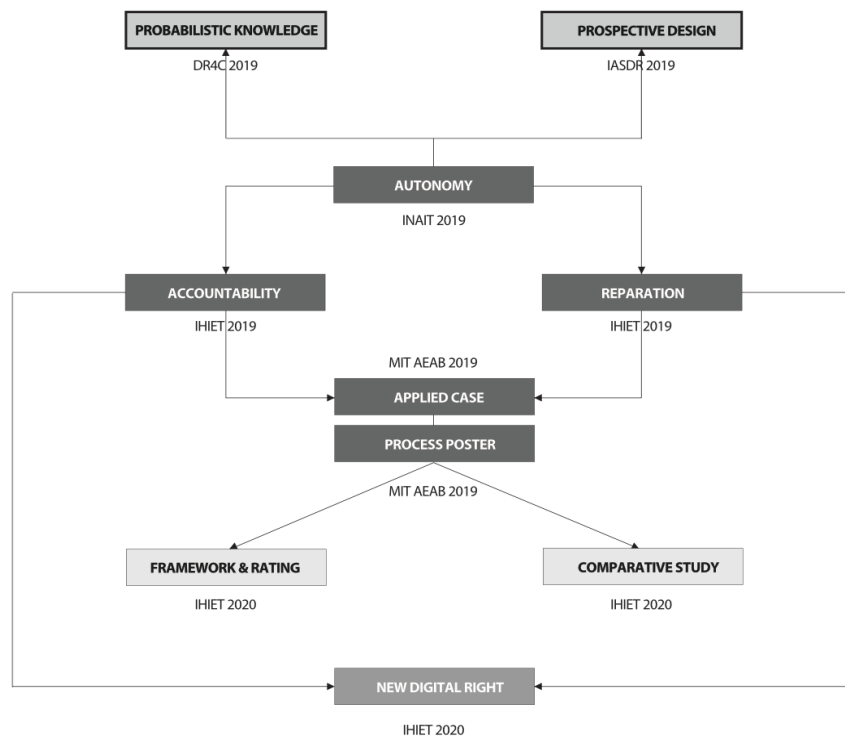 PROBABILISTIC KNOWLEDGE
PROSPECTIVE DESIGN
DR4C 2019
IASDR 2019
AUTONOMY
INAIT 2019
ACCOUNTABILITY
REPARATION
IHIET 2019
IHIET 2019
MIT AEAB 2019
APPLIED CASE
PROCESS POSTER
MIT AEAB 2019
FRAMEWORK & RATING
COMPARATIVE STUDY
IHIET 2020
IHIET 2020
NEW DIGITAL RIGHT
IHIET 2020